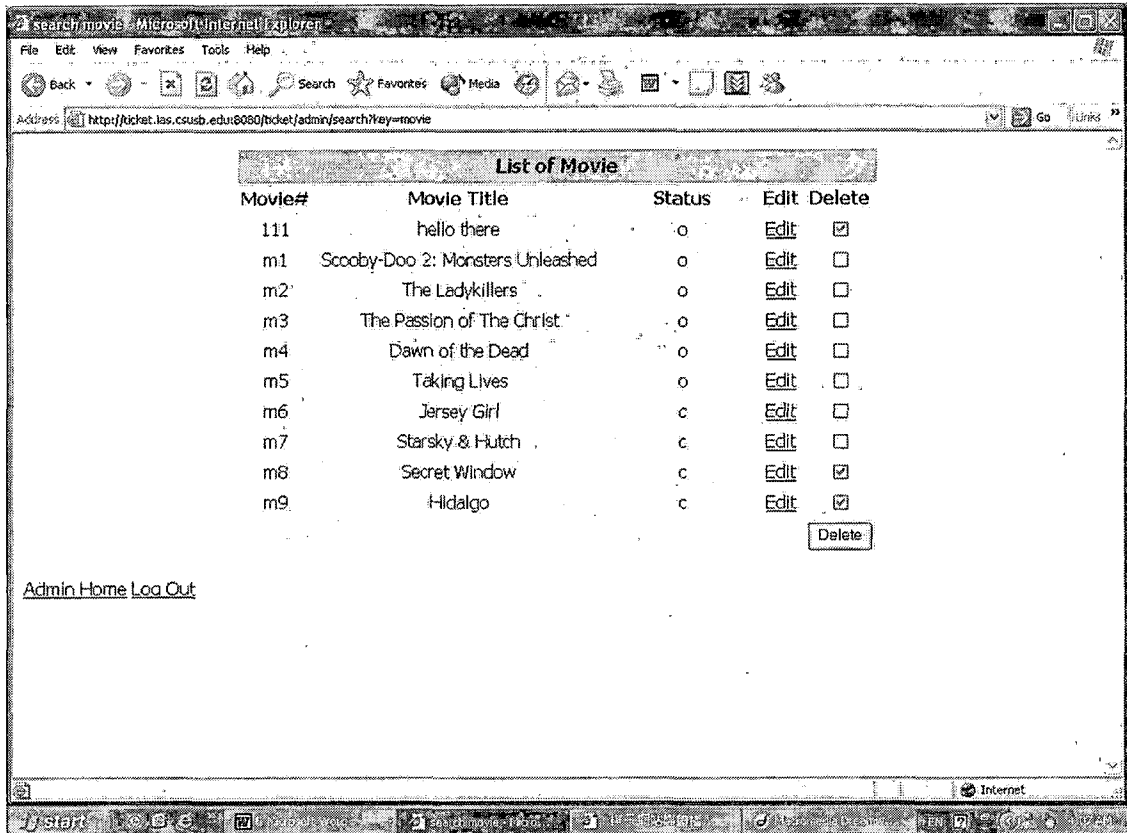 search movie - Microsoft Internet Explorer
File Edit View Favorites Tools Help
Back Search Favorites Media
Address http://ticket.ias.csusb.edu:8080/ticket/admin/search?key=movie Go Links »
List of Movie
Movie# Movie Title Status Edit Delete
111 hello there o Edit
m1 Scooby-Doo 2: Monsters Unleashed o Edit
m2 The Ladykillers o Edit
m3 The Passion of The Christ o Edit
m4 Dawn of the Dead o Edit
m5 Taking Lives o Edit
m6 Jersey Girl c Edit
m7 Starsky & Hutch c Edit
m8 Secret Window c Edit
m9 Hidalgo c Edit
Delete
Admin Home Log Out
Internet
start EN